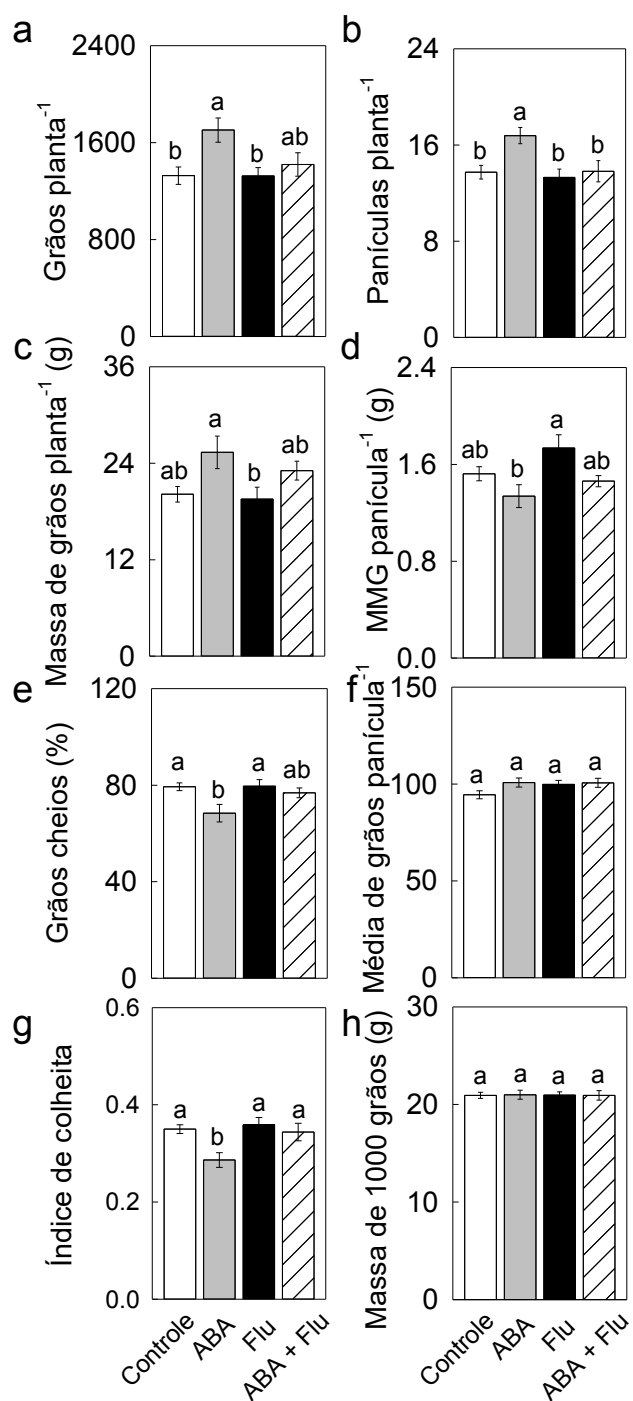 a
Grãos planta⁻¹
2400
1600
800
0
b a b ab
b
Panículas planta⁻¹
24
16
8
0
b a b b
c
Massa de grãos planta⁻¹ (g)
36
24
12
0
ab a b ab
d
MMG panícula⁻¹ (g)
2.4
1.6
0.8
0.0
ab b a ab
e
Grãos cheios (%)
120
80
40
0
a b a ab
f
Média de grãos panícula⁻¹
150
100
50
0
a a a a
g
Índice de colheita
0.6
0.4
0.2
0.0
a b a a
h
Massa de 1000 grãos (g)
30
20
10
0
a a a a
Controle ABA Flu ABA + Flu
Controle ABA Flu ABA + Flu